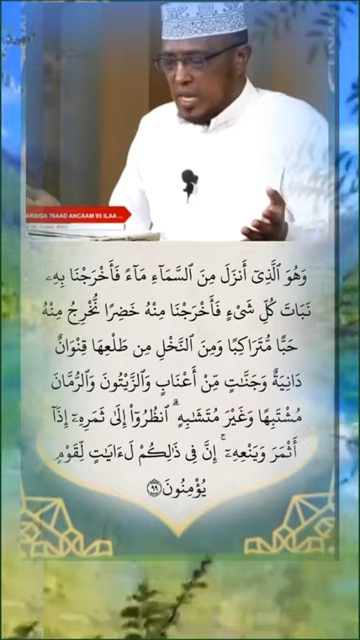 ARSIGA 78AAD ANCAAM 95 ILAA ...
وَهُوَ ٱلَّذِىٓ أَنزَلَ مِنَ ٱلسَّمَآءِ مَآءً فَأَخْرَجْنَا بِهِۦ
نَبَاتَ كُلِّ شَىْءٍ فَأَخْرَجْنَا مِنْهُ خَضِرًا نُّخْرِجُ مِنْهُ
حَبًّا مُّتَرَاكِبًا وَمِنَ ٱلنَّخْلِ مِن طَلْعِهَا قِنْوَانٌ
دَانِيَةٌ وَجَنَّـٰتٍ مِّنْ أَعْنَابٍ وَٱلزَّيْتُونَ وَٱلرُّمَّانَ
مُشْتَبِهًا وَغَيْرَ مُتَشَـٰبِهٍ ۗ ٱنظُرُوٓا۟ إِلَىٰ ثَمَرِهِۦٓ إِذَآ
أَثْمَرَ وَيَنْعِهِۦٓ ۚ إِنَّ فِى ذَٰلِكُمْ لَـَٔايَـٰتٍ لِّقَوْمٍ
يُؤْمِنُونَ ٩٩